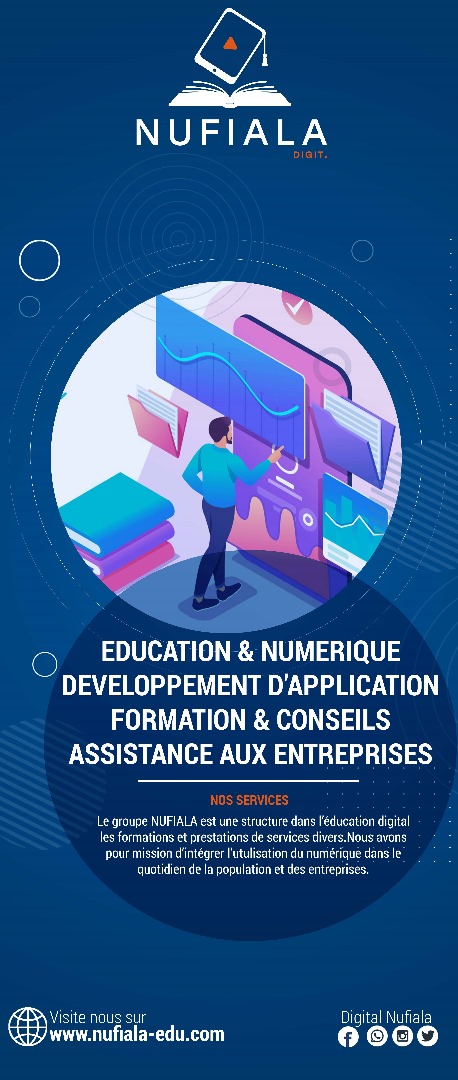 NUFIALA
DIGIT.
EDUCATION & NUMERIQUE
DEVELOPPEMENT D'APPLICATION
FORMATION & CONSEILS
ASSISTANCE AUX ENTREPRISES
NOS SERVICES
Le groupe NUFIALA est une structure dans l'éducation digital
les formations et prestations de services divers.Nous avons
pour mission d'intégrer l'utulisation du numérique dans le
quotidien de la population et des entreprises.
Visite nous sur
www.nufiala-edu.com
Digital Nufiala